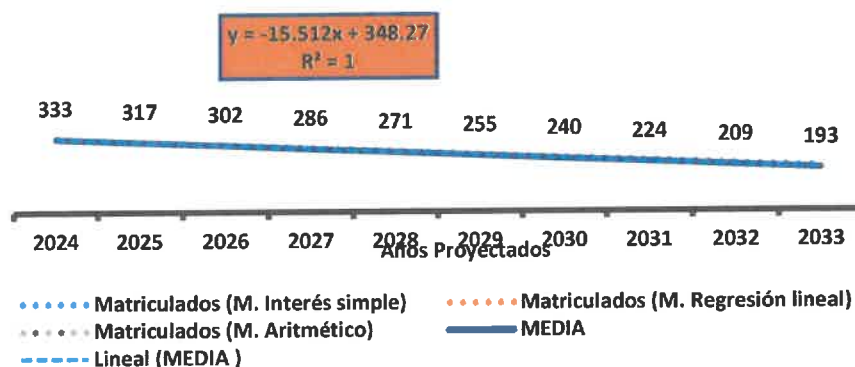 y = -15.512x + 348.27
R² = 1
333 317 302 286 271 255 240 224 209 193
2024 2025 2026 2027 2028 2029 2030 2031 2032 2033
Años Proyectados
Matriculados (M. Interés simple) Matriculados (M. Regresión lineal)
Matriculados (M. Aritmético) MEDIA
Lineal (MEDIA )